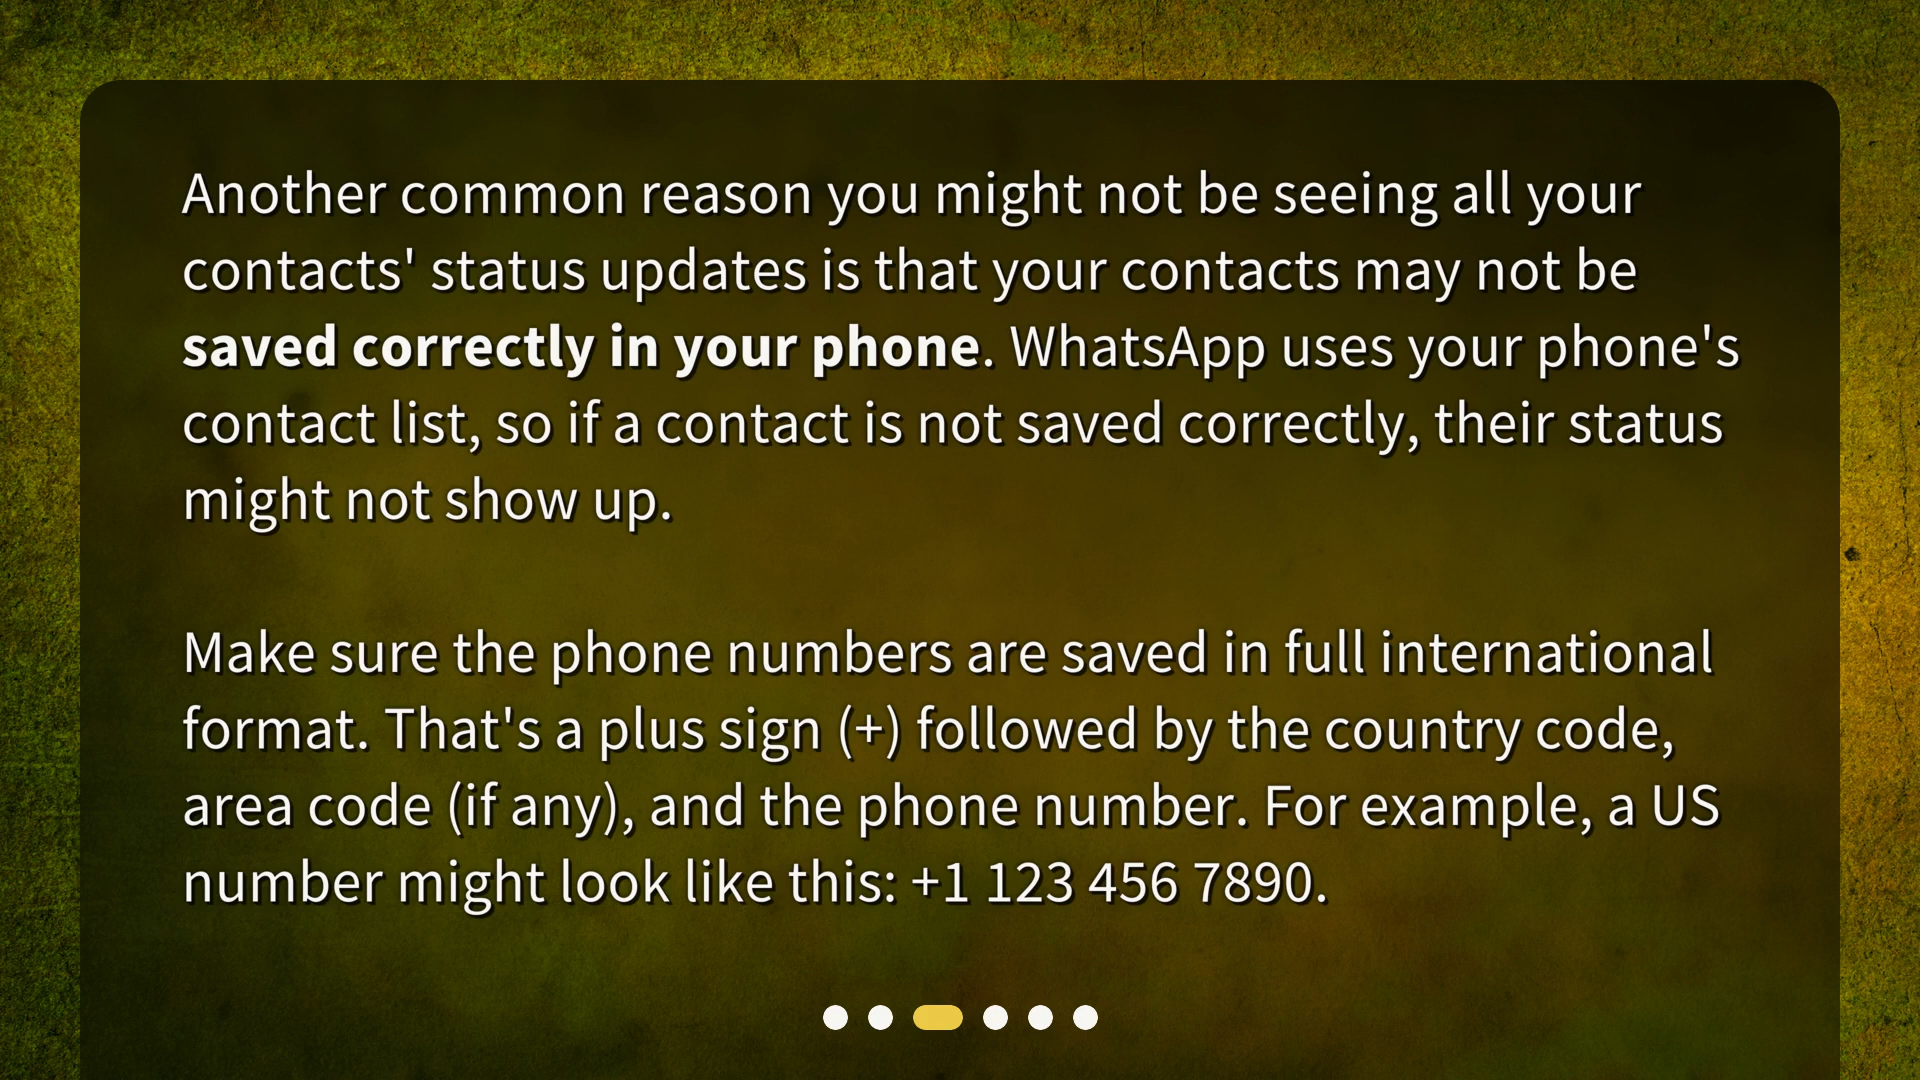 Another common reason you might not be seeing all your
contacts' status updates is that your contacts may not be
saved correctly in your phone. WhatsApp uses your phone's
contact list, so if a contact is not saved correctly, their status
might not show up.
Make sure the phone numbers are saved in full international
format. That's a plus sign (+) followed by the country code,
area code (if any), and the phone number. For example, a US
number might look like this: +1 123 456 7890.